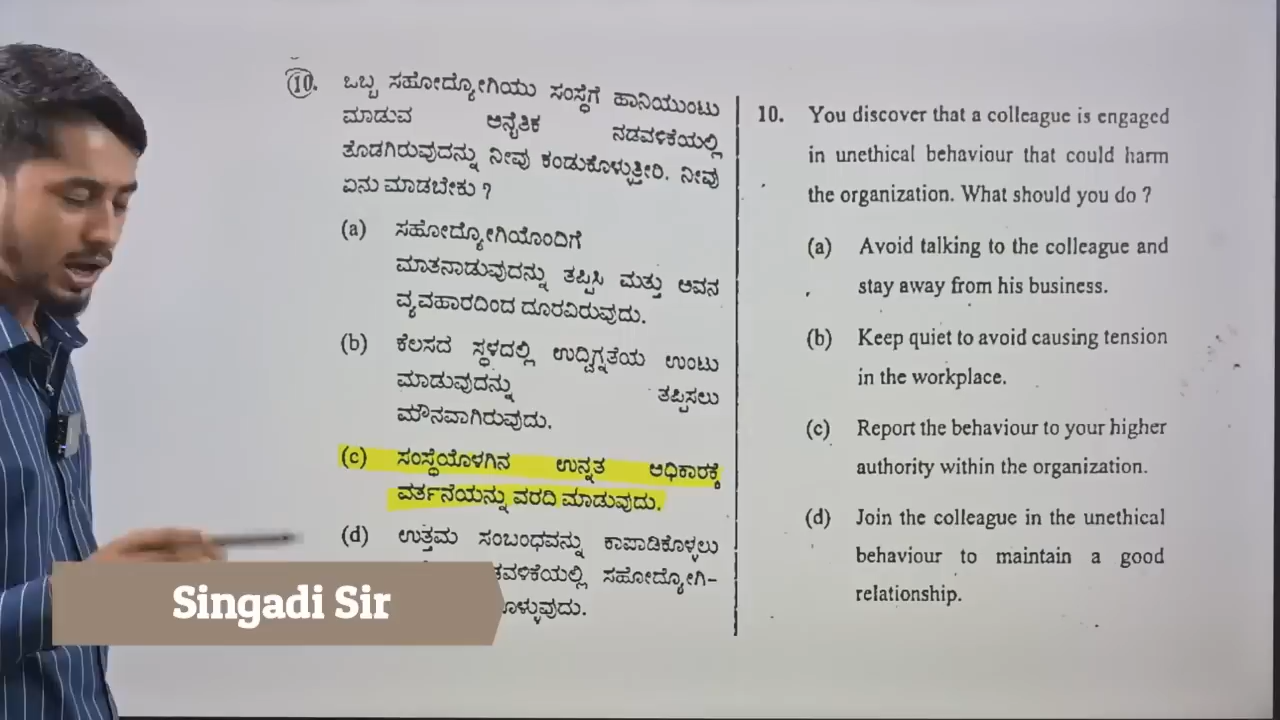 10. ಒಬ್ಬ ಸಹೋದ್ಯೋಗಿಯು ಸಂಸ್ಥೆಗೆ ಹಾನಿಯುಂಟು
ಮಾಡುವ ಅನೈತಿಕ ನಡವಳಿಕೆಯಲ್ಲಿ
ತೊಡಗಿರುವುದನ್ನು ನೀವು ಕಂಡುಕೊಳ್ಳುತ್ತೀರಿ. ನೀವು
ಏನು ಮಾಡಬೇಕು ?
(a) ಸಹೋದ್ಯೋಗಿಯೊಂದಿಗೆ
ಮಾತನಾಡುವುದನ್ನು ತಪ್ಪಿಸಿ ಮತ್ತು ಅವನ
ವ್ಯವಹಾರದಿಂದ ದೂರವಿರುವುದು.
(b) ಕೆಲಸದ ಸ್ಥಳದಲ್ಲಿ ಉದ್ವಿಗ್ನತೆಯ ಉಂಟು
ಮಾಡುವುದನ್ನು ತಪ್ಪಿಸಲು
ಮೌನವಾಗಿರುವುದು.
(c) ಸಂಸ್ಥೆಯೊಳಗಿನ ಉನ್ನತ ಅಧಿಕಾರಕ್ಕೆ
ವರ್ತನೆಯನ್ನು ವರದಿ ಮಾಡುವುದು.
(d) ಉತ್ತಮ ಸಂಬಂಧವನ್ನು ಕಾಪಾಡಿಕೊಳ್ಳಲು
ಸಹೋದ್ಯೋಗಿ-
10. You discover that a colleague is engaged
in unethical behaviour that could harm
the organization. What should you do ?
(a) Avoid talking to the colleague and
stay away from his business.
(b) Keep quiet to avoid causing tension
in the workplace.
(c) Report the behaviour to your higher
authority within the organization.
(d) Join the colleague in the unethical
behaviour to maintain a good
relationship.
Singadi Sir